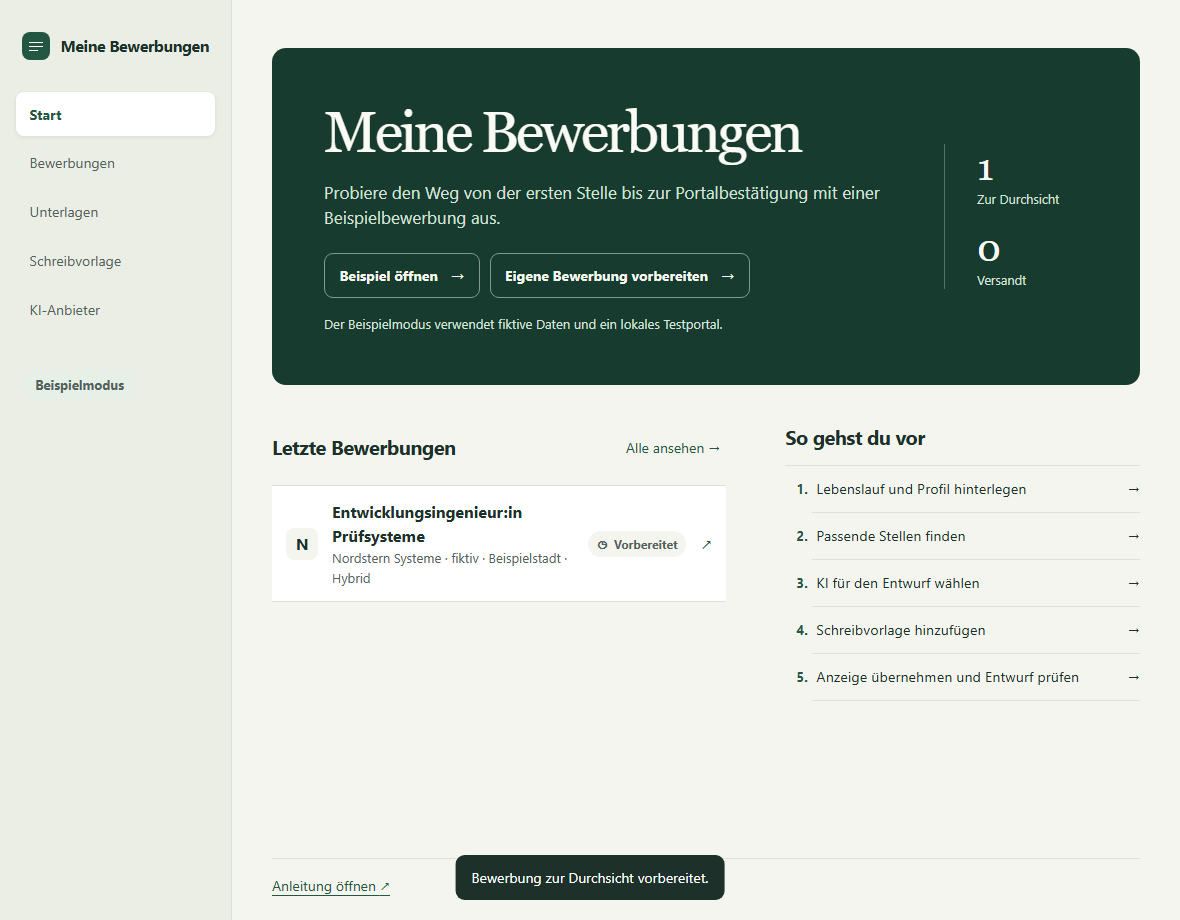 Meine Bewerbungen
Start
Bewerbungen
Unterlagen
Schreibvorlage
KI-Anbieter
Beispielmodus
Meine Bewerbungen
Probiere den Weg von der ersten Stelle bis zur Portalbestätigung mit einer
Beispielbewerbung aus.
Beispiel öffnen →
Eigene Bewerbung vorbereiten →
Der Beispielmodus verwendet fiktive Daten und ein lokales Testportal.
1
Zur Durchsicht
0
Versandt
Letzte Bewerbungen
Alle ansehen →
N
Entwicklungsingenieur:in
Prüfsysteme
Nordstern Systeme · fiktiv · Beispielstadt ·
Hybrid
Vorbereitet
↗
So gehst du vor
1. Lebenslauf und Profil hinterlegen →
2. Passende Stellen finden →
3. KI für den Entwurf wählen →
4. Schreibvorlage hinzufügen →
5. Anzeige übernehmen und Entwurf prüfen →
Anleitung öffnen ↗
Bewerbung zur Durchsicht vorbereitet.